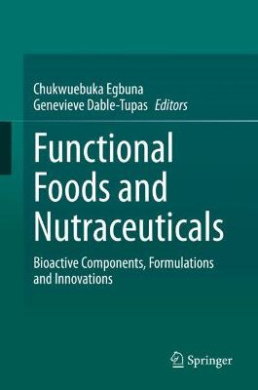 Chukwuebuka Egbuna
Genevieve Dable-Tupas Editors
Functional
Foods and
Nutraceuticals
Bioactive Components, Formulations
and Innovations
Springer